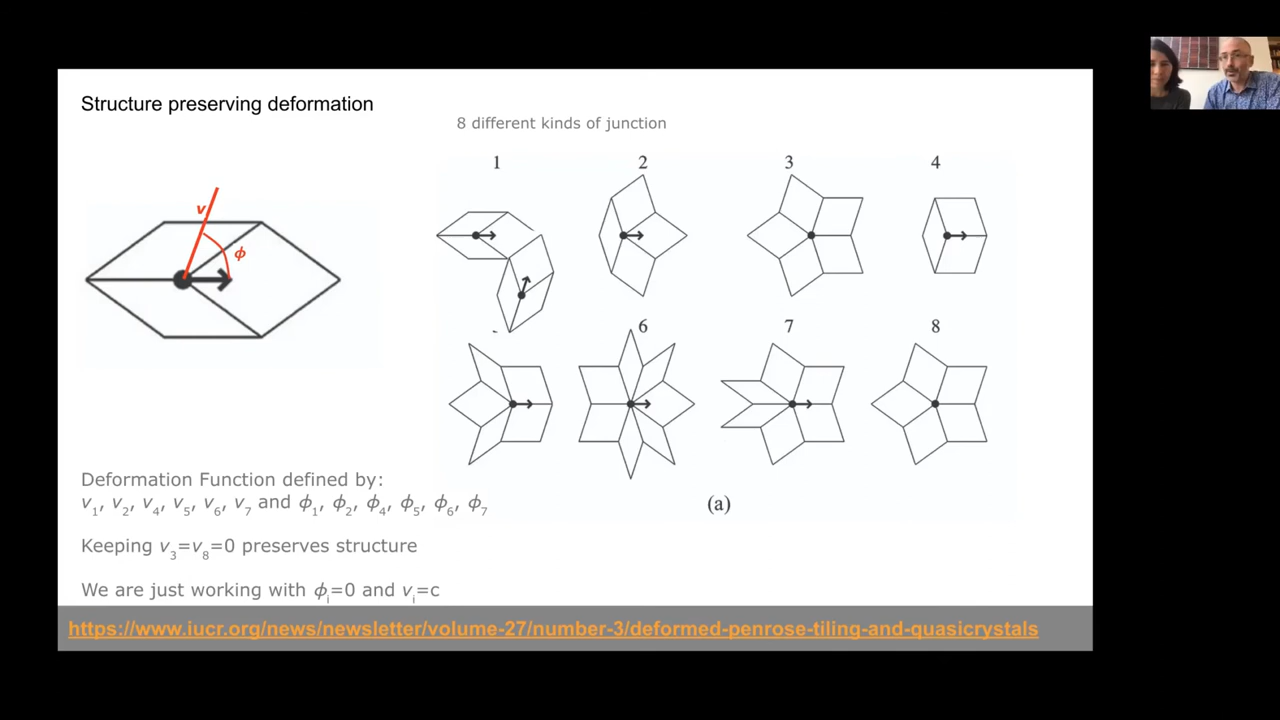 Structure preserving deformation
8 different kinds of junction
1 2 3 4
v
ϕ
6 7 8
(a)
Deformation Function defined by:
v₁, v₂, v₄, v₅, v₆, v₇ and ϕ₁, ϕ₂, ϕ₄, ϕ₅, ϕ₆, ϕ₇
Keeping v₃=v₈=0 preserves structure
We are just working with ϕᵢ=0 and vᵢ=c
https://www.iucr.org/news/newsletter/volume-27/number-3/deformed-penrose-tiling-and-quasicrystals